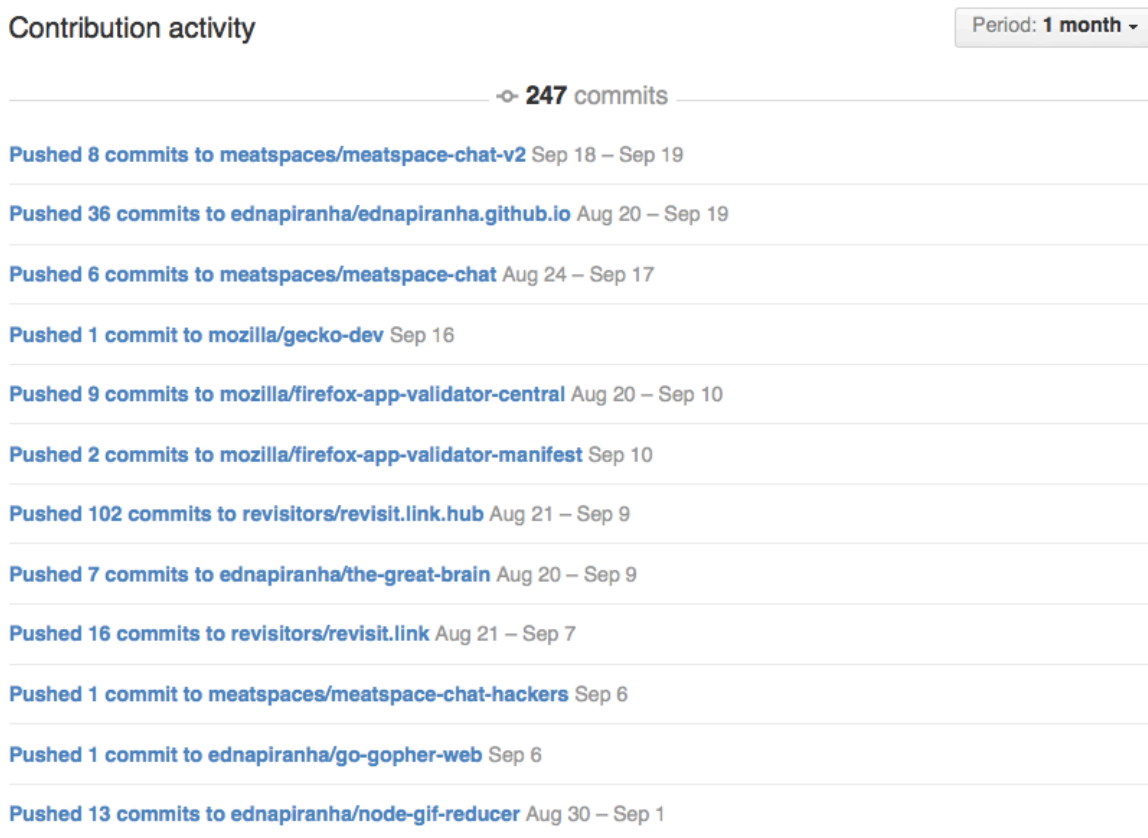 Contribution activity
Period: 1 month
247 commits
Pushed 8 commits to meatspaces/meatspace-chat-v2 Sep 18 – Sep 19
Pushed 36 commits to ednapiranha/ednapiranha.github.io Aug 20 – Sep 19
Pushed 6 commits to meatspaces/meatspace-chat Aug 24 – Sep 17
Pushed 1 commit to mozilla/gecko-dev Sep 16
Pushed 9 commits to mozilla/firefox-app-validator-central Aug 20 – Sep 10
Pushed 2 commits to mozilla/firefox-app-validator-manifest Sep 10
Pushed 102 commits to revisitors/revisit.link.hub Aug 21 – Sep 9
Pushed 7 commits to ednapiranha/the-great-brain Aug 20 – Sep 9
Pushed 16 commits to revisitors/revisit.link Aug 21 – Sep 7
Pushed 1 commit to meatspaces/meatspace-chat-hackers Sep 6
Pushed 1 commit to ednapiranha/go-gopher-web Sep 6
Pushed 13 commits to ednapiranha/node-gif-reducer Aug 30 – Sep 1